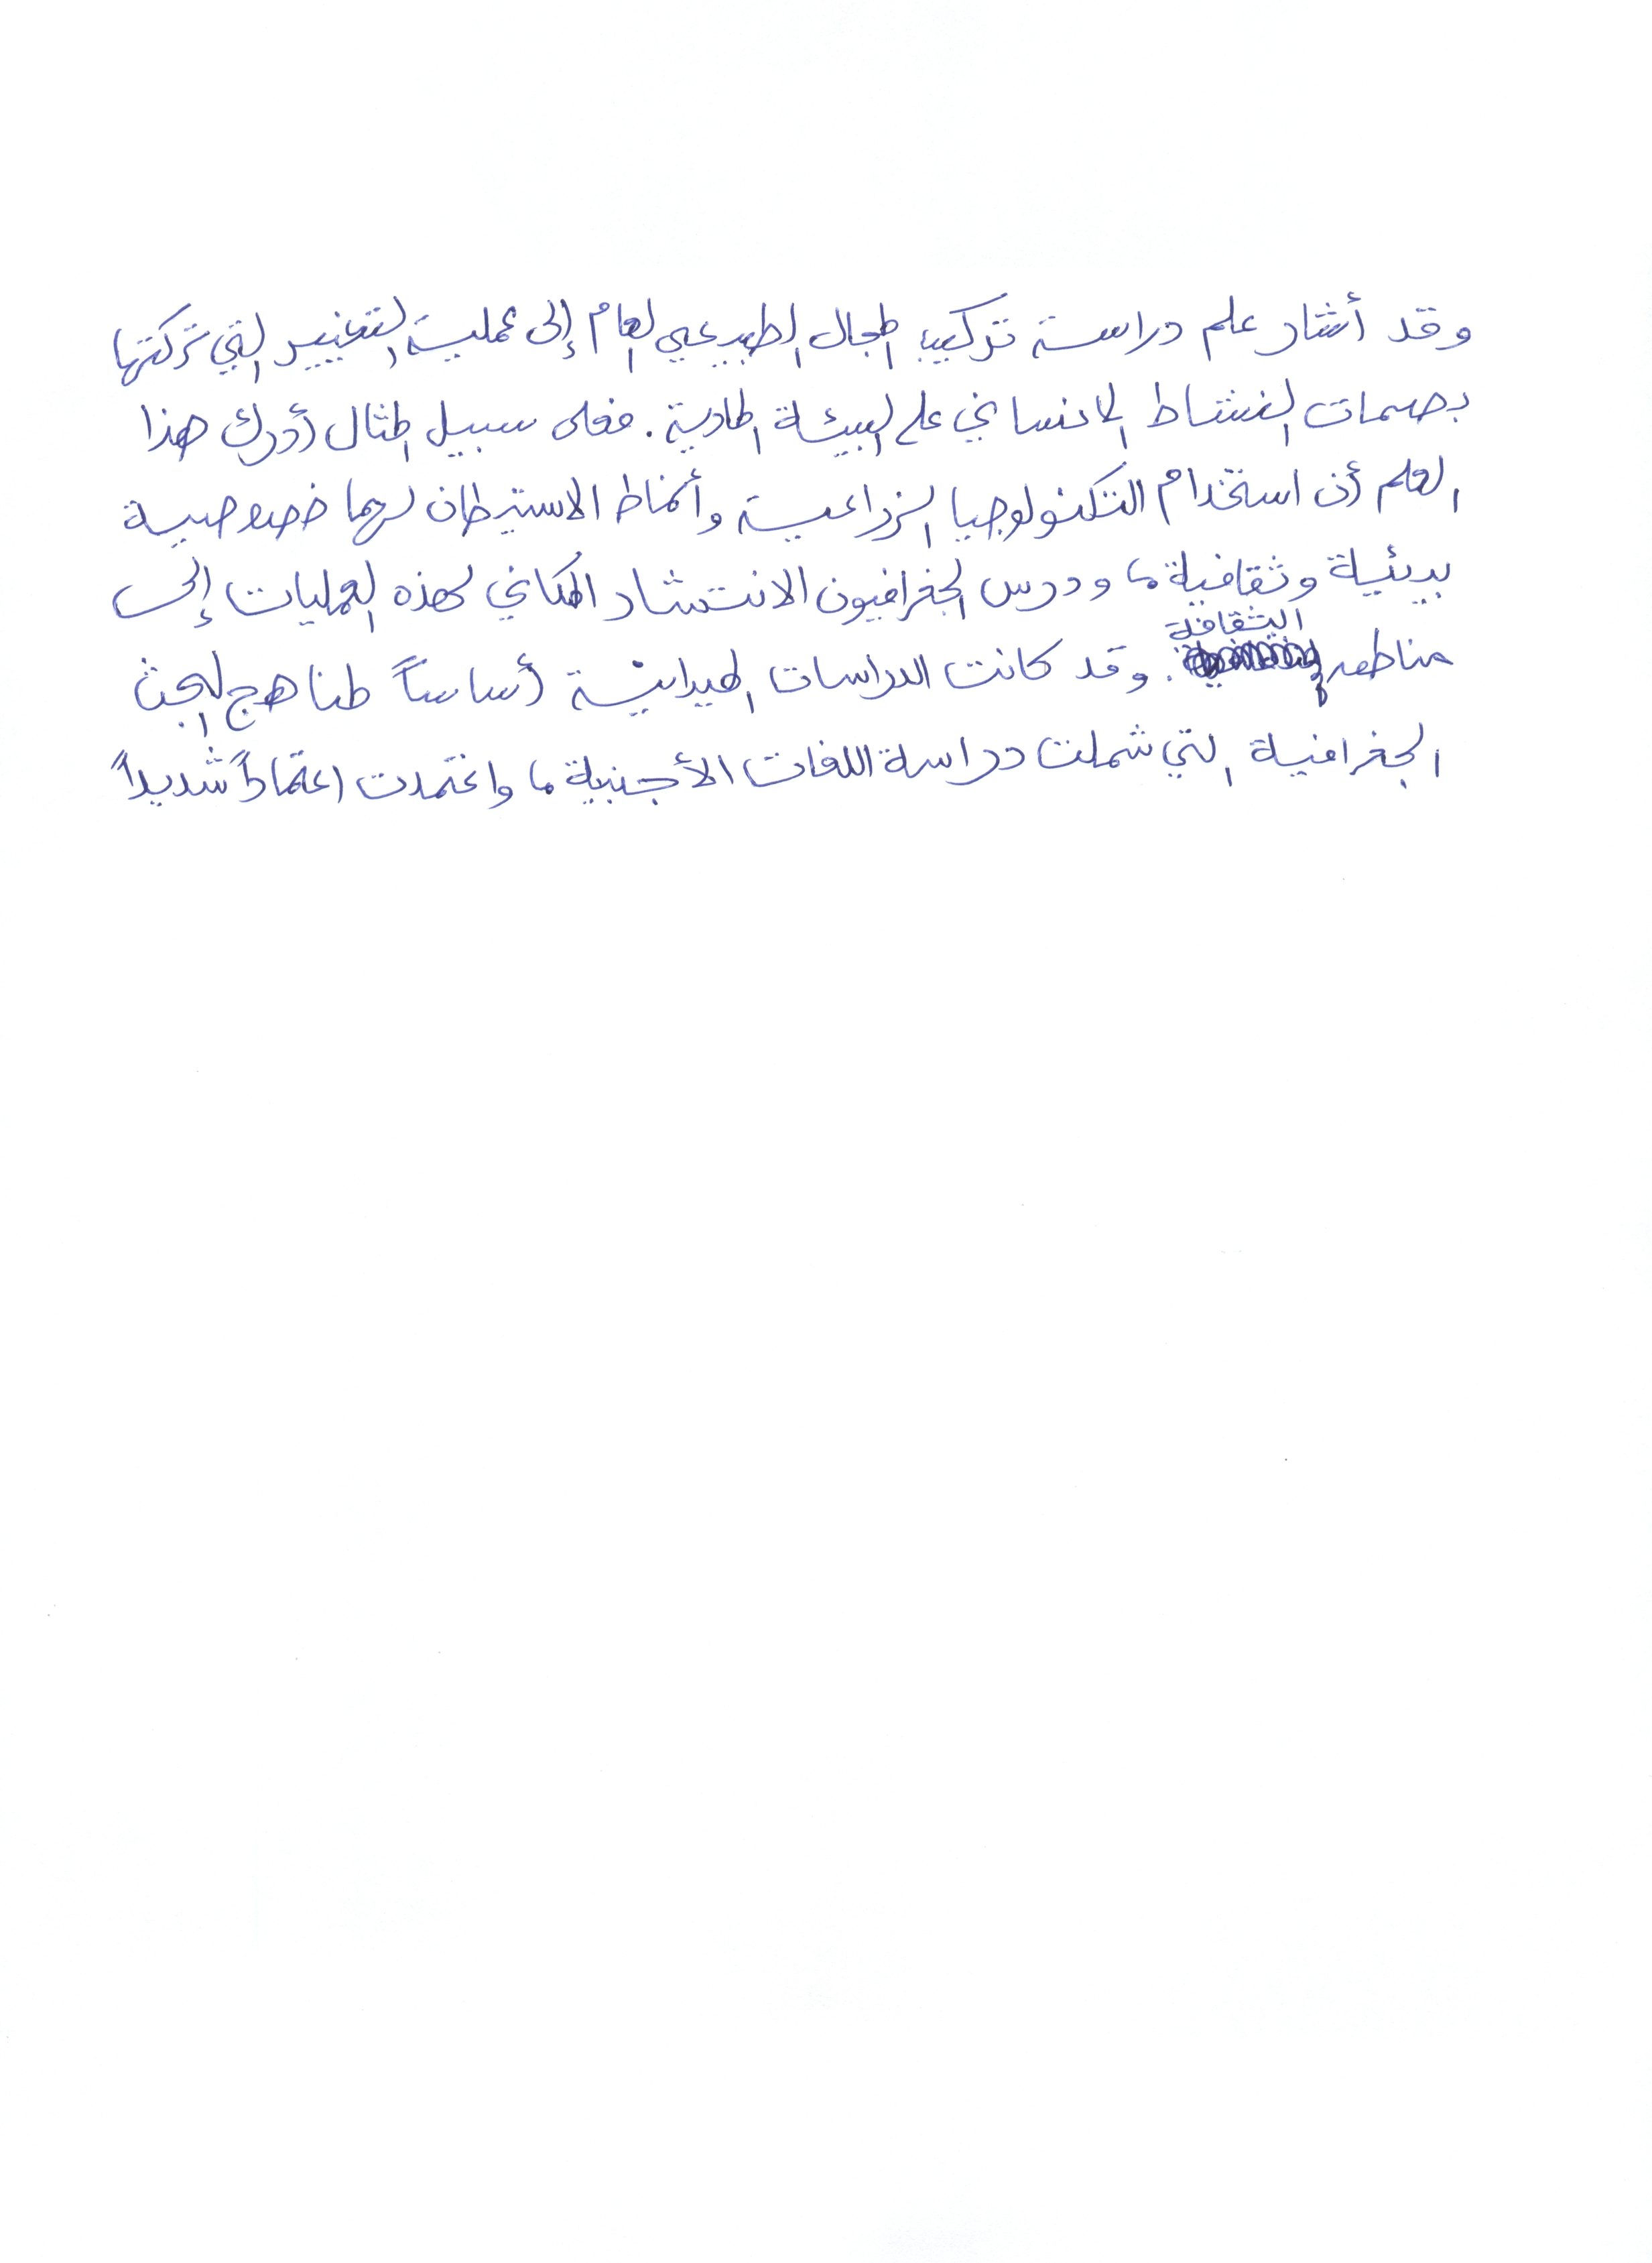 وقد أشار علم دراسة تركيب المجال الطبيعي العام إلى عملية التغيير التي تركتها
بصمات النشاط الانساني على البيئة المادية. فعلى سبيل المثال أدرك هذا
العلم أن استخدام التكنولوجيا الزراعية وأنماط الاستيطان لهما خصوصية
بيئية وثقافية، ودرس الجغرافيون الانتشار المكاني لهذه العمليات إلى
مناطق الثقافة. وقد كانت الدراسات الميدانية أساساً لمناهج البحث
الجغرافية التي شملت دراسة اللغات الأجنبية، واعتمدت اعتماداً شديداً